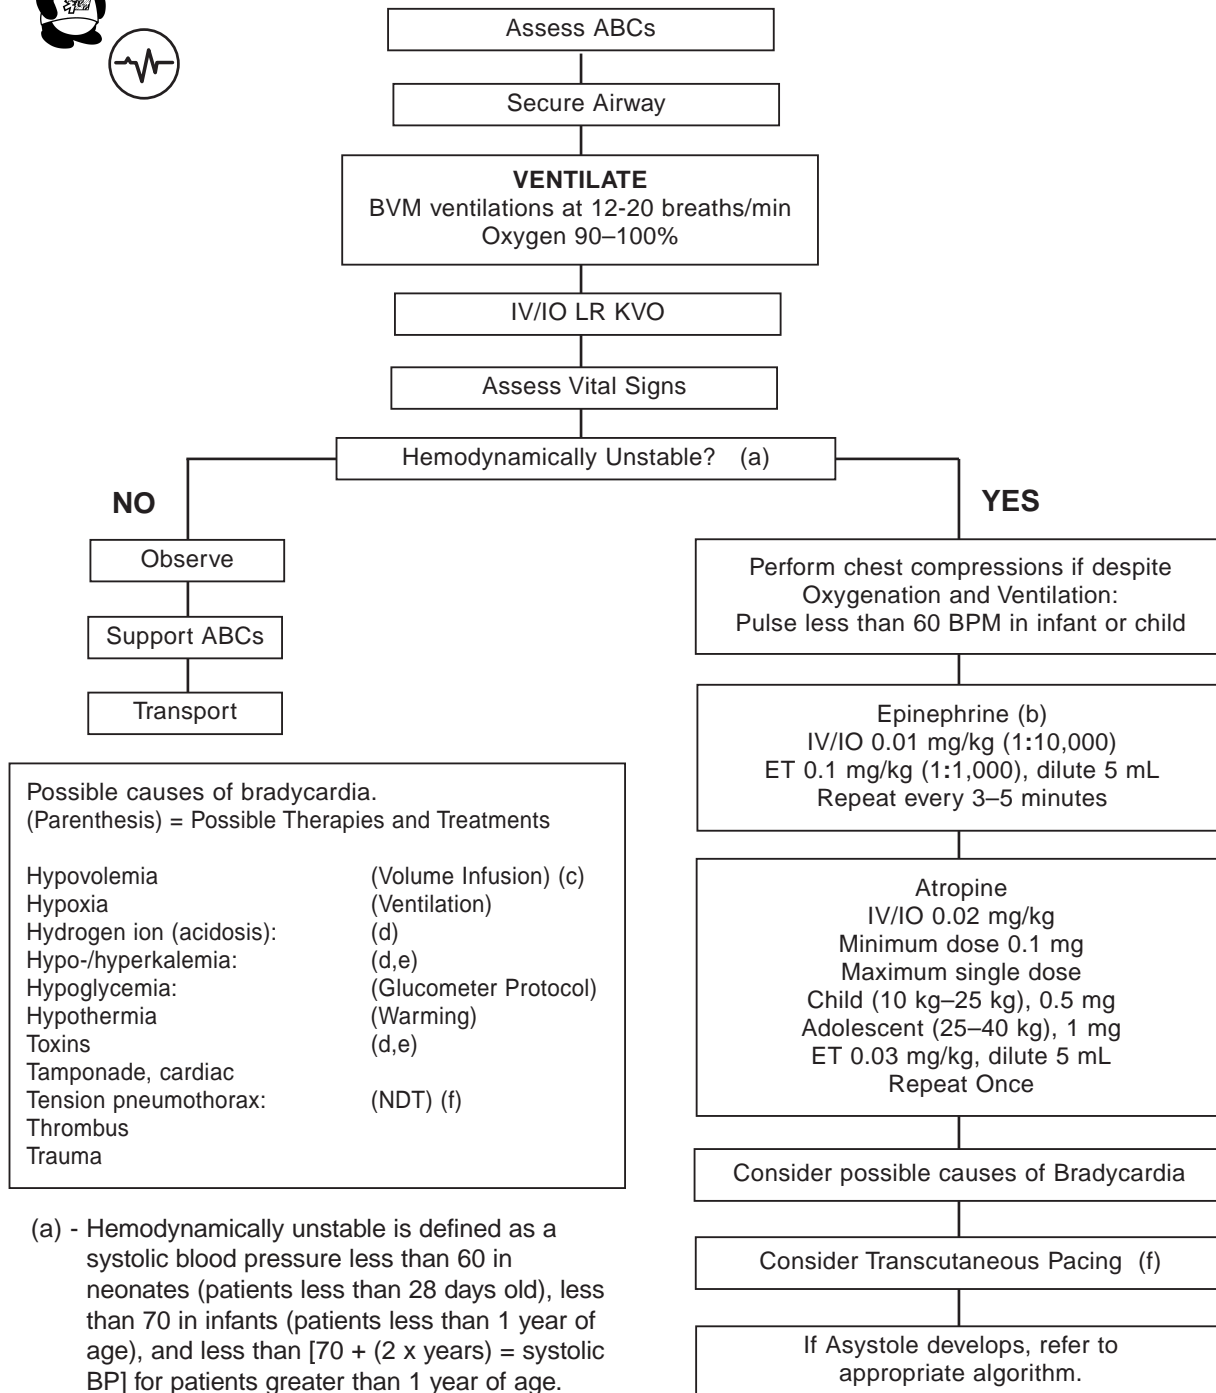 Assess ABCs
Secure Airway
VENTILATE
BVM ventilations at 12-20 breaths/min
Oxygen 90–100%
IV/IO LR KVO
Assess Vital Signs
Hemodynamically Unstable? (a)
NO
Observe
Support ABCs
Transport
YES
Perform chest compressions if despite
Oxygenation and Ventilation:
Pulse less than 60 BPM in infant or child
Epinephrine (b)
IV/IO 0.01 mg/kg (1:10,000)
ET 0.1 mg/kg (1:1,000), dilute 5 mL
Repeat every 3–5 minutes
Atropine
IV/IO 0.02 mg/kg
Minimum dose 0.1 mg
Maximum single dose
Child (10 kg–25 kg), 0.5 mg
Adolescent (25–40 kg), 1 mg
ET 0.03 mg/kg, dilute 5 mL
Repeat Once
Consider possible causes of Bradycardia
Consider Transcutaneous Pacing (f)
If Asystole develops, refer to
appropriate algorithm.
Possible causes of bradycardia.
(Parenthesis) = Possible Therapies and Treatments
Hypovolemia (Volume Infusion) (c)
Hypoxia (Ventilation)
Hydrogen ion (acidosis): (d)
Hypo-/hyperkalemia: (d,e)
Hypoglycemia: (Glucometer Protocol)
Hypothermia (Warming)
Toxins (d,e)
Tamponade, cardiac
Tension pneumothorax: (NDT) (f)
Thrombus
Trauma
(a) - Hemodynamically unstable is defined as a
systolic blood pressure less than 60 in
neonates (patients less than 28 days old), less
than 70 in infants (patients less than 1 year of
age), and less than [70 + (2 x years) = systolic
BP] for patients greater than 1 year of age.